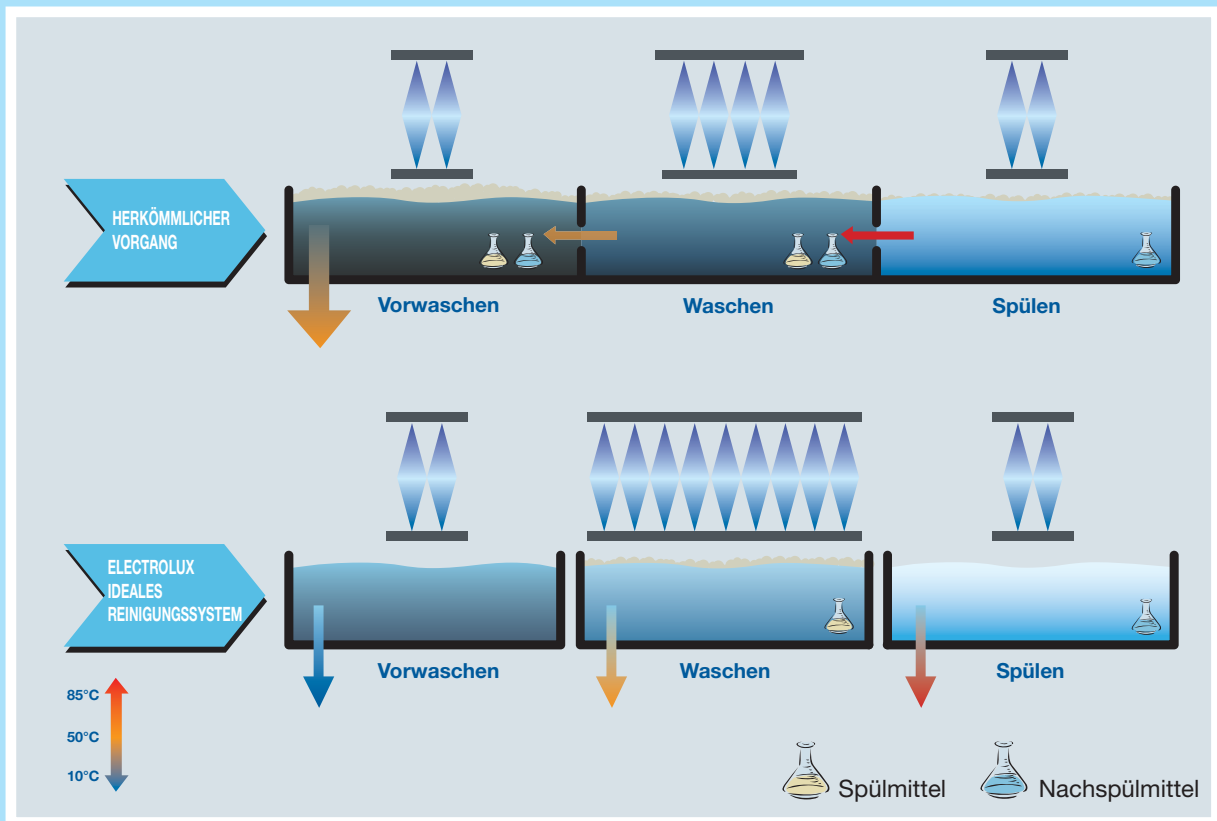 HERKÖMMLICHER
VORGANG
Vorwaschen
Waschen
Spülen
ELECTROLUX
IDEALES
REINIGUNGSSYSTEM
Vorwaschen
Waschen
Spülen
85°C
50°C
10°C
Spülmittel
Nachspülmittel